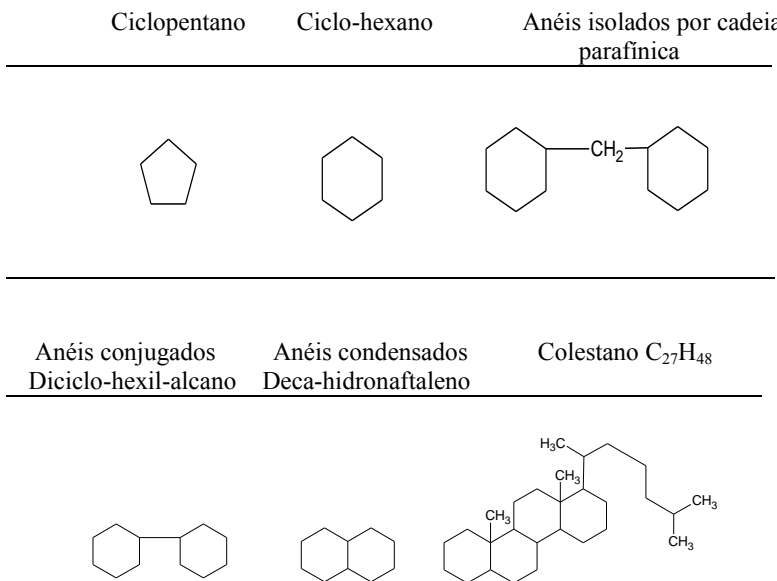 Ciclopentano Ciclo-hexano Anéis isolados por cadeia
parafínica
CH₂
Anéis conjugados Anéis condensados Colestano C₂₇H₄₈
Diciclo-hexil-alcano Deca-hidronaftaleno
H₃C
CH₃
CH₃
CH₃
CH₃